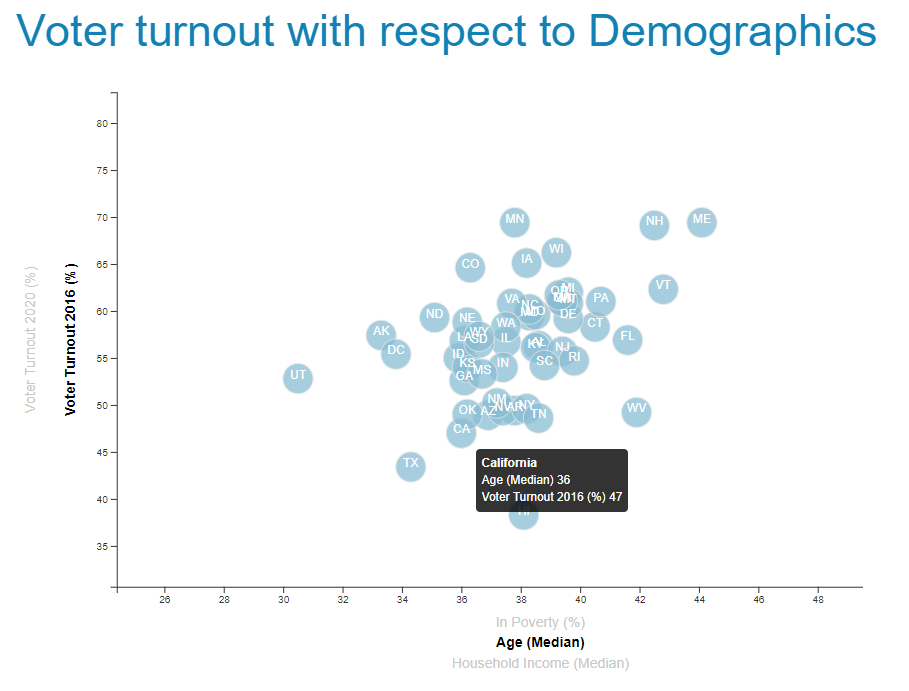 Voter turnout with respect to Demographics
80
75
70
65
60
55
50
45
40
35
Voter Turnout 2020 (%)
Voter Turnout 2016 (%)
MN
NH
ME
WI
IA
CO
VT
MI
VA
PA
NC
ND
NE
DE
WA
CT
AK
WY
LA
SD
IL
AL
FL
DC
NJ
ID
RI
KS
IN
SC
GA
MS
UT
NM
OK
AZ
NV
AR
NY
TN
WV
CA
TX
California
Age (Median) 36
Voter Turnout 2016 (%) 47
HI
26
28
30
32
34
36
38
40
42
44
46
48
In Poverty (%)
Age (Median)
Household Income (Median)